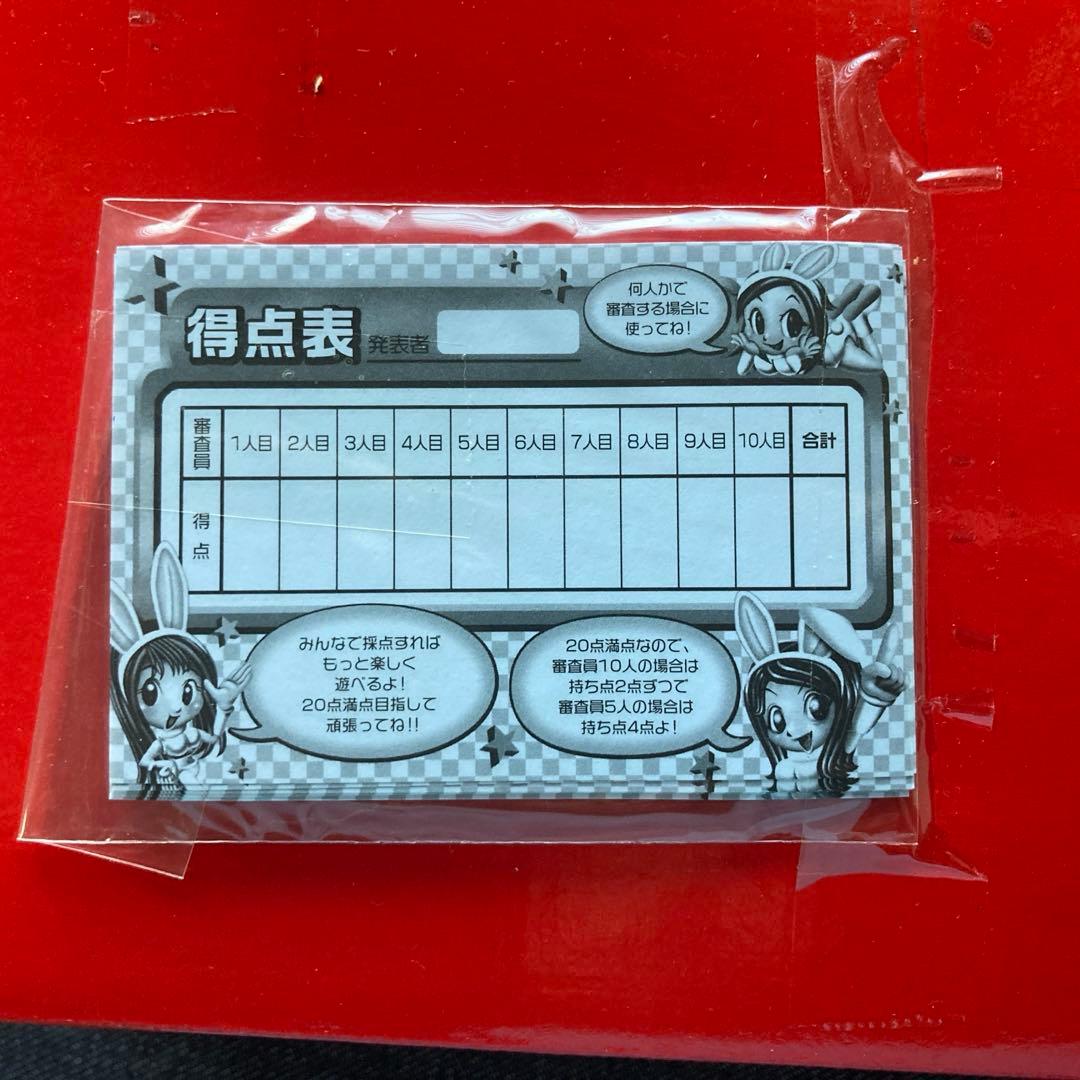 得点表 発表者
何人かで
審査する場合に
使ってね!
審査員 1人目 2人目 3人目 4人目 5人目 6人目 7人目 8人目 9人目 10人目 合計
得点
みんなで採点すれば
もっと楽しく
遊べるよ!
20点満点目指して
頑張ってね!!
20点満点なので、
審査員10人の場合は
持ち点2点ずつで
審査員5人の場合は
持ち点4点よ!